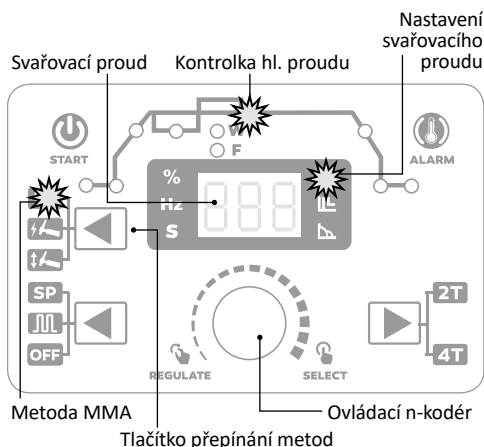 Nastavení
svařovacího
proudu
Svařovací proud
Kontrolka hl. proudu
START
ALARM
F
%
Hz
S
SP
OFF
2T
4T
REGULATE
SELECT
Metoda MMA
Ovládací n-kodér
Tlačítko přepínání metod